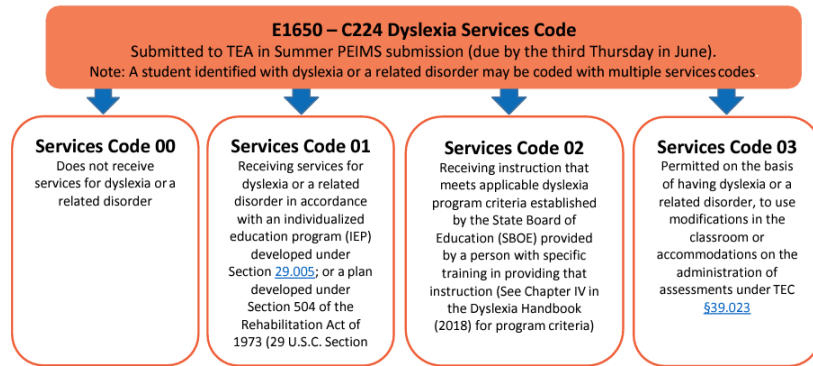 E1650 – C224 Dyslexia Services Code
Submitted to TEA in Summer PEIMS submission (due by the third Thursday in June).
Note: A student identified with dyslexia or a related disorder may be coded with multiple services codes.
Services Code 00
Does not receive
services for dyslexia or a
related disorder
Services Code 01
Receiving services for
dyslexia or a related
disorder in accordance
with an individualized
education program (IEP)
developed under
Section 29.005; or a plan
developed under
Section 504 of the
Rehabilitation Act of
1973 (29 U.S.C. Section
Services Code 02
Receiving instruction that
meets applicable dyslexia
program criteria established
by the State Board of
Education (SBOE) provided
by a person with specific
training in providing that
instruction (See Chapter IV in
the Dyslexia Handbook
(2018) for program criteria)
Services Code 03
Permitted on the basis
of having dyslexia or a
related disorder, to use
modifications in the
classroom or
accommodations on the
administration of
assessments under TEC
§39.023